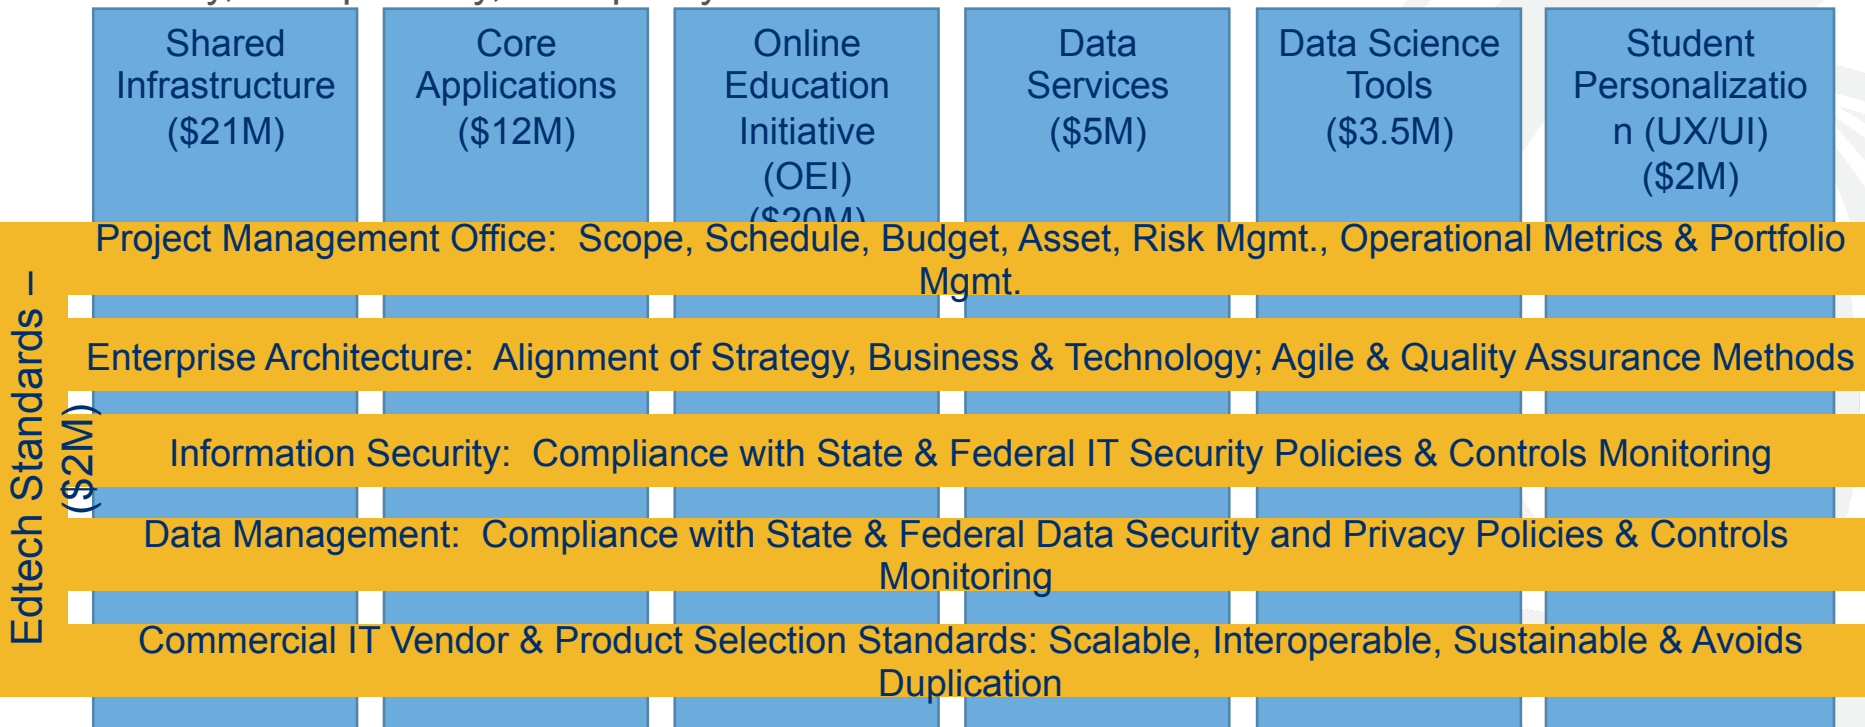 Shared
Infrastructure
($21M)
Core
Applications
($12M)
Online
Education
Initiative
(OEI)
($20M)
Data
Services
($5M)
Data Science
Tools
($3.5M)
Student
Personalizatio
n (UX/UI)
($2M)
Edtech Standards –
($2M)
Project Management Office:  Scope, Schedule, Budget, Asset, Risk Mgmt., Operational Metrics & Portfolio
Mgmt.
Enterprise Architecture:  Alignment of Strategy, Business & Technology; Agile & Quality Assurance Methods
Information Security:  Compliance with State & Federal IT Security Policies & Controls Monitoring
Data Management:  Compliance with State & Federal Data Security and Privacy Policies & Controls
Monitoring
Commercial IT Vendor & Product Selection Standards: Scalable, Interoperable, Sustainable & Avoids
Duplication